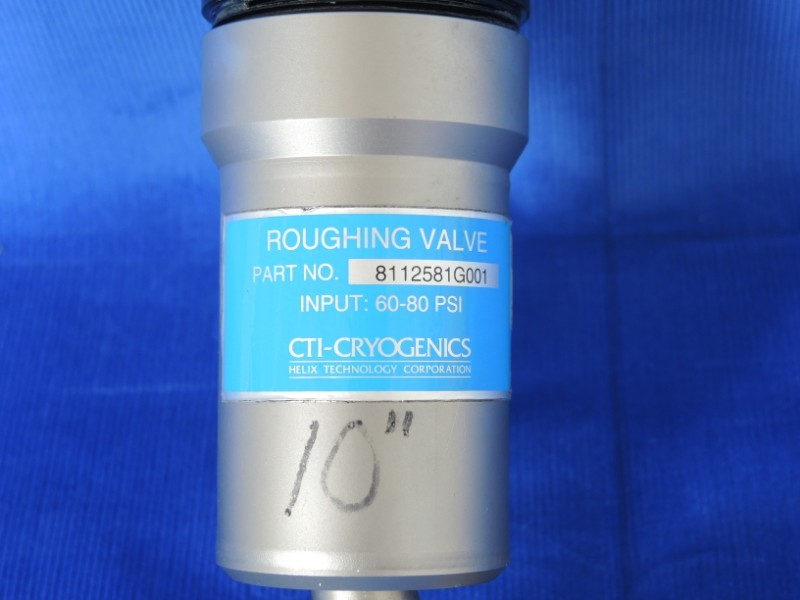 ROUGHING VALVE
PART NO. 8112581G001
INPUT: 60-80 PSI
CTI-CRYOGENICS
HELIX TECHNOLOGY CORPORATION
10"